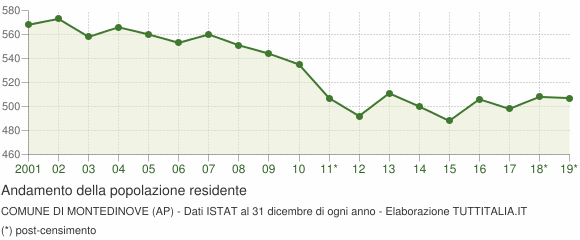 580
560
540
520
500
480
460
2001 02 03 04 05 06 07 08 09 10 11* 12 13 14 15 16 17 18* 19*
Andamento della popolazione residente
COMUNE DI MONTEDINOVE (AP) - Dati ISTAT al 31 dicembre di ogni anno - Elaborazione TUTTITALIA.IT
(*) post-censimento